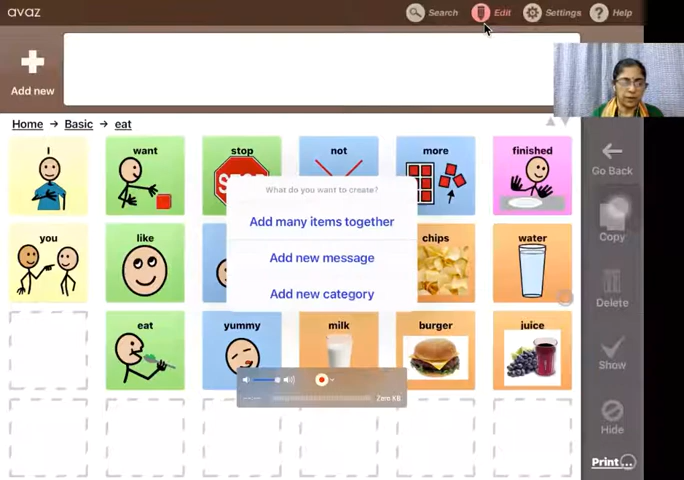 avaz
Search
Edit
Settings
Help
Add new
Home → Basic → eat
I
want
stop
STOP
not
more
finished
Go Back
What do you want to create?
Add many items together
Add new message
Add new category
Copy
you
like
chips
water
Delete
eat
yummy
milk
burger
juice
Show
Zero KB
Hide
Print...